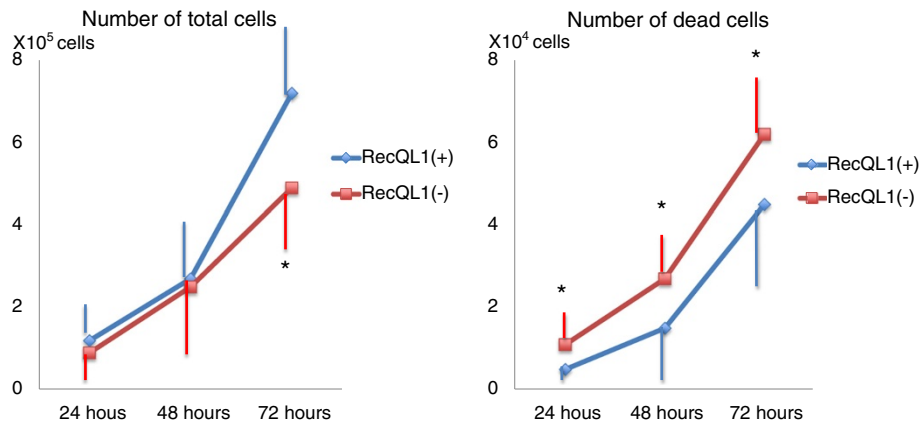 Number of total cells
X10⁵ cells
8
6
4
2
0
24 hous 48 hours 72 hours
*
RecQL1(+)
RecQL1(-)
Number of dead cells
X10⁴ cells
8
6
4
2
0
24 hours 48 hours 72 hours
*
*
*
RecQL1(+)
RecQL1(-)